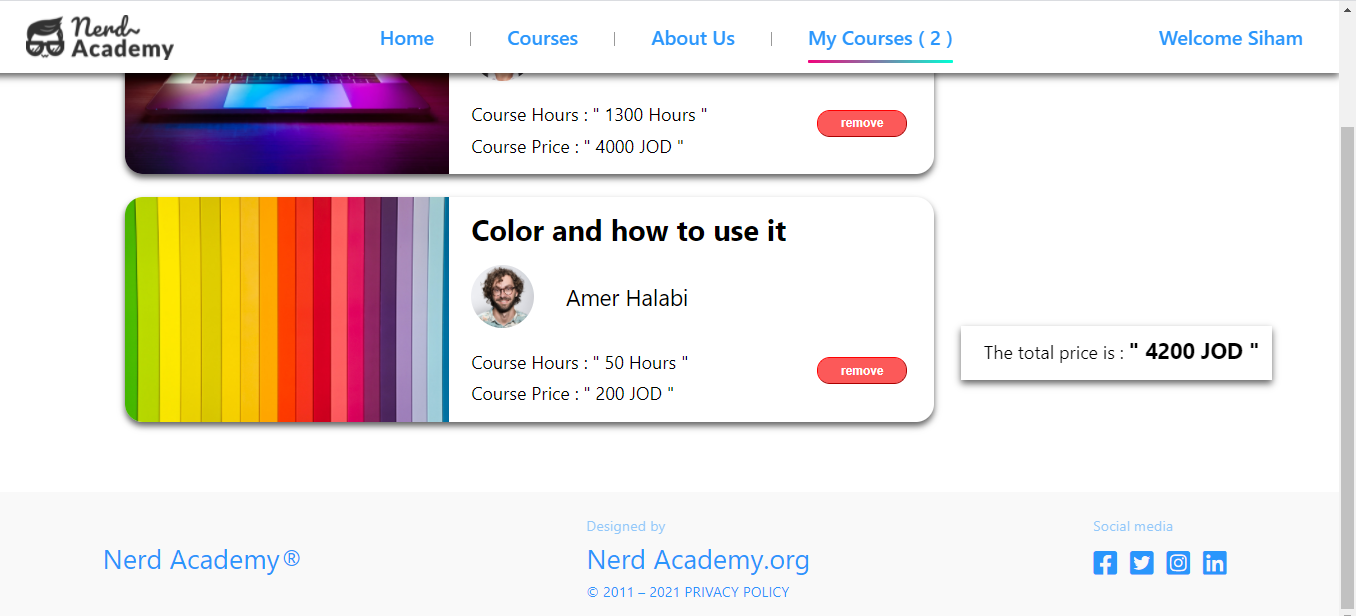 Nerd
Academy
Home
Courses
About Us
My Courses ( 2 )
Welcome Siham
Course Hours : " 1300 Hours "
remove
Course Price : " 4000 JOD "
Color and how to use it
Amer Halabi
Course Hours : " 50 Hours "
remove
Course Price : " 200 JOD "
The total price is : " 4200 JOD "
Nerd Academy®
Designed by
Nerd Academy.org
© 2011 – 2021 PRIVACY POLICY
Social media